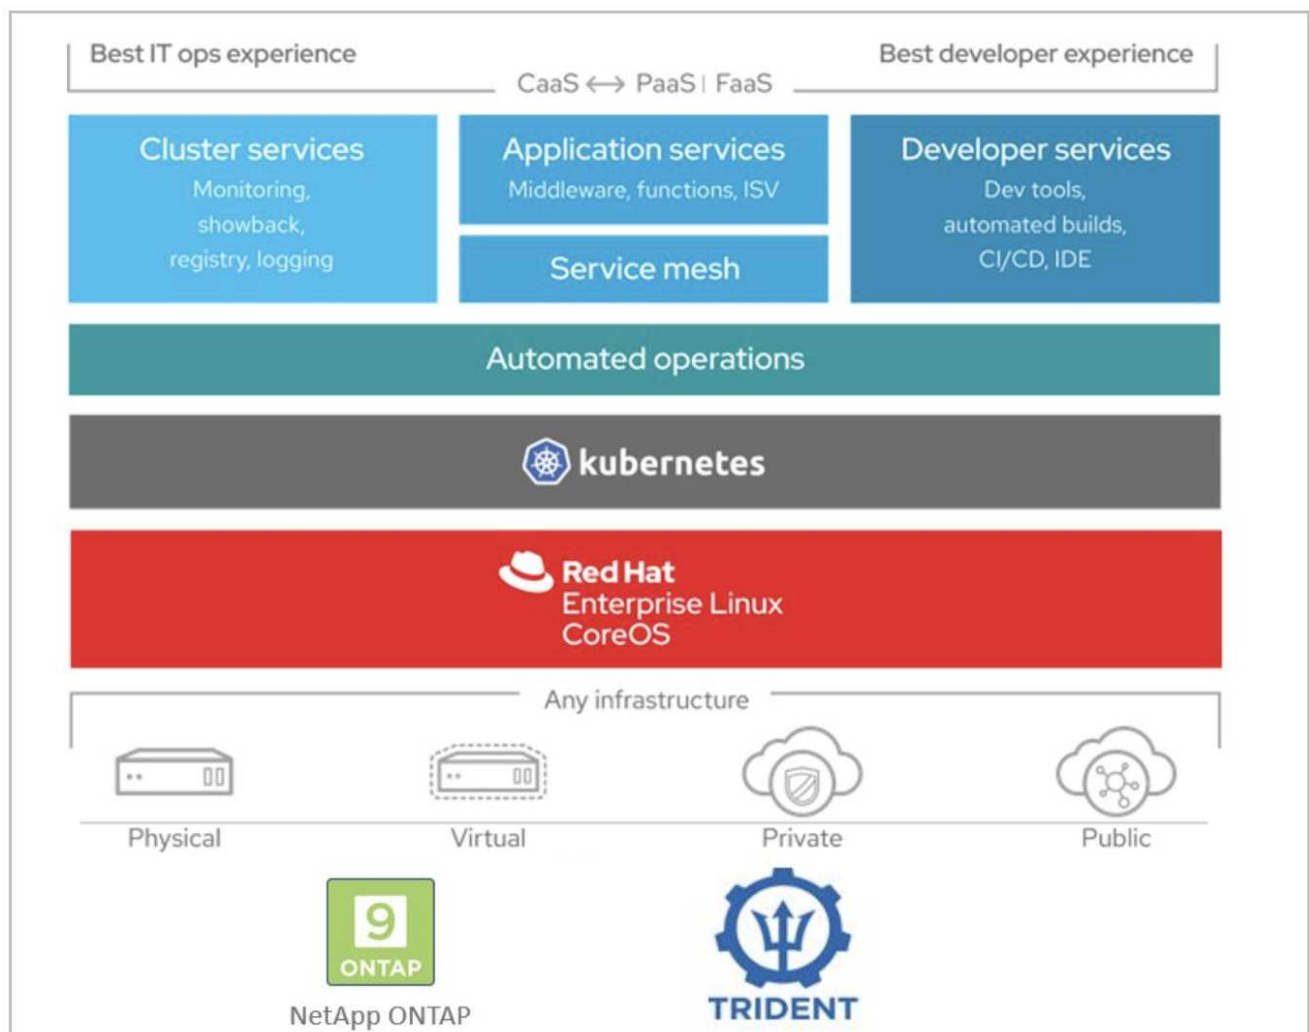 Best IT ops experience
Best developer experience
CaaS ↔ PaaS | FaaS
Cluster services
Monitoring,
showback,
registry, logging
Application services
Middleware, functions, ISV
Service mesh
Developer services
Dev tools,
automated builds,
CI/CD, IDE
Automated operations
kubernetes
Red Hat
Enterprise Linux
CoreOS
Any infrastructure
Physical
Virtual
Private
Public
9
ONTAP
NetApp ONTAP
TRIDENT